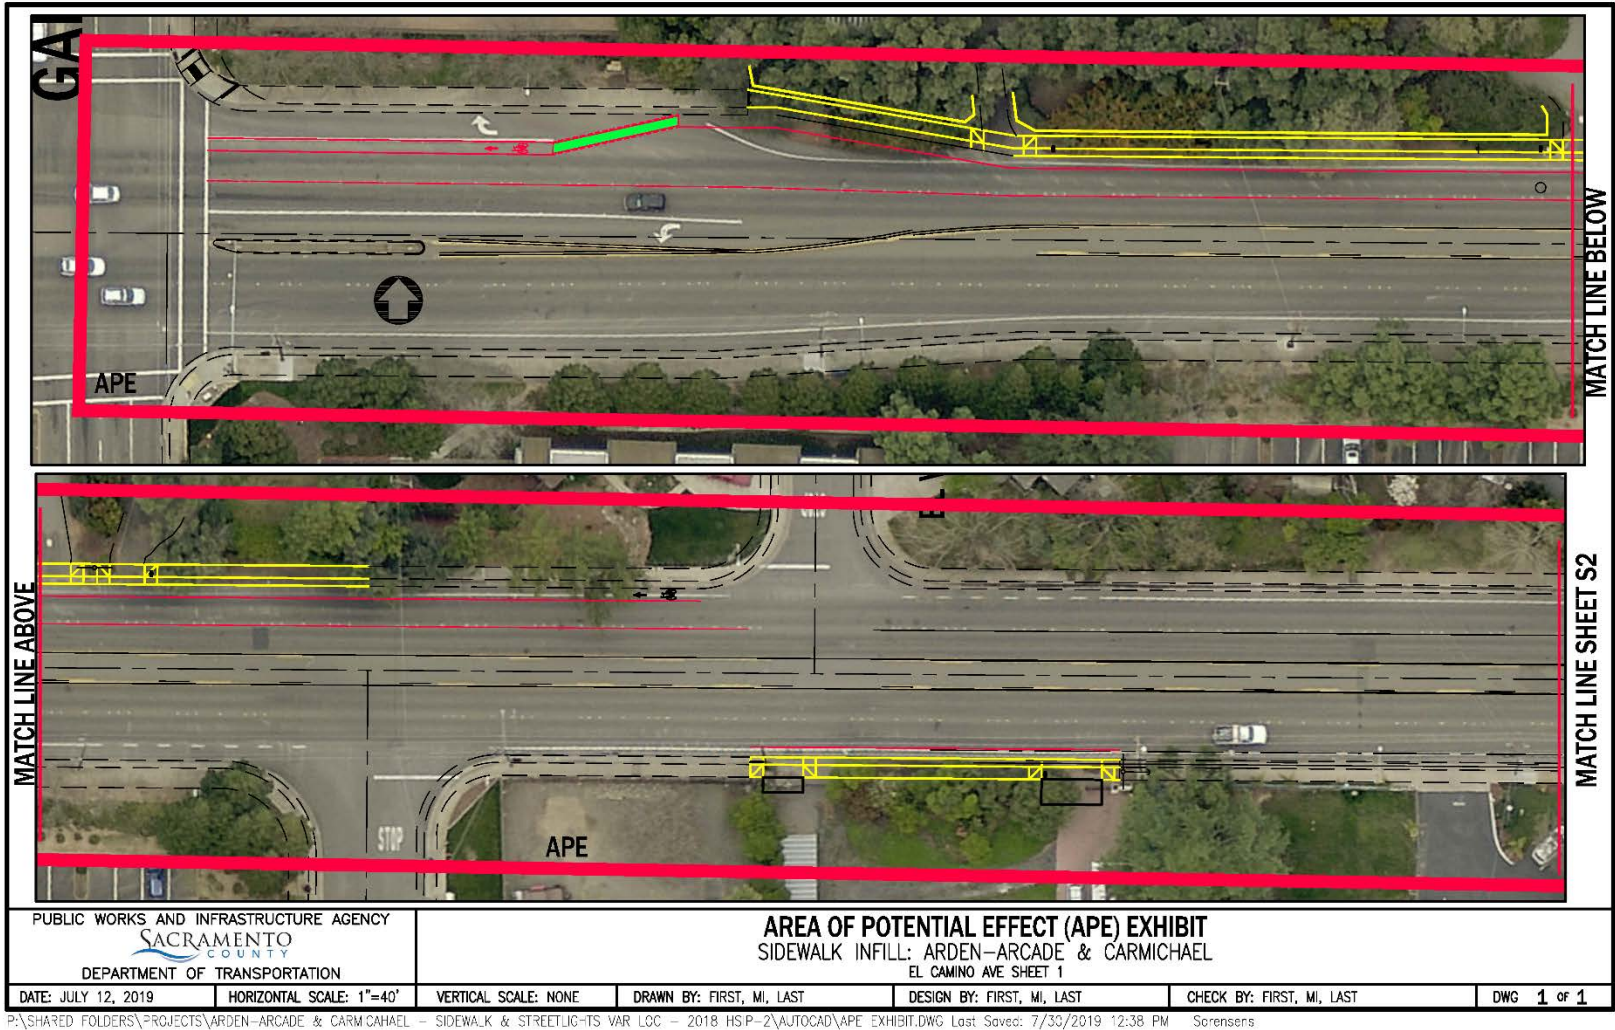 GA
APE
MATCH LINE BELOW
MATCH LINE ABOVE
STOP
APE
MATCH LINE SHEET S2
PUBLIC WORKS AND INFRASTRUCTURE AGENCY
SACRAMENTO
COUNTY
DEPARTMENT OF TRANSPORTATION
AREA OF POTENTIAL EFFECT (APE) EXHIBIT
SIDEWALK INFILL: ARDEN-ARCADE & CARMICHAEL
EL CAMINO AVE SHEET 1
DATE: JULY 12, 2019
HORIZONTAL SCALE: 1"=40'
VERTICAL SCALE: NONE
DRAWN BY: FIRST, MI, LAST
DESIGN BY: FIRST, MI, LAST
CHECK BY: FIRST, MI, LAST
DWG 1 OF 1
P:\SHARED FOLDERS\PROJECTS\ARDEN-ARCADE & CARMICAHAEL - SIDEWALK & STREETLIGHTS VAR LOC - 2018 HSIP-2\AUTOCAD\APE EXHIBIT.DWG Last Saved: 7/30/2019 12:38 PM Sorensens